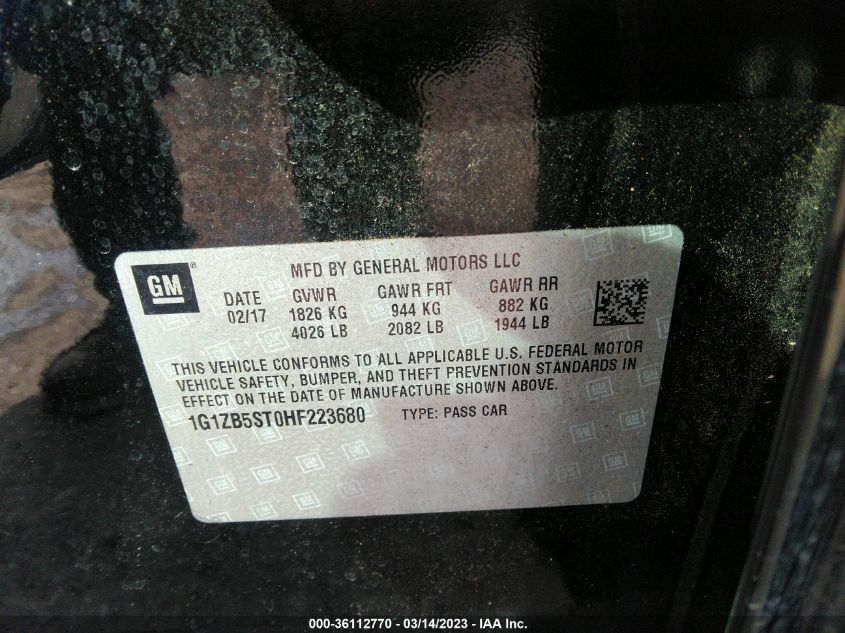 GM ®
MFD BY GENERAL MOTORS LLC
DATE GVWR GAWR FRT GAWR RR
02/17 1826 KG 944 KG 882 KG
4026 LB 2082 LB 1944 LB
THIS VEHICLE CONFORMS TO ALL APPLICABLE U.S. FEDERAL MOTOR
VEHICLE SAFETY, BUMPER, AND THEFT PREVENTION STANDARDS IN
EFFECT ON THE DATE OF MANUFACTURE SHOWN ABOVE.
1G1ZB5ST0HF223680 TYPE: PASS CAR
000-36112770 — 03/14/2023 — IAA Inc.